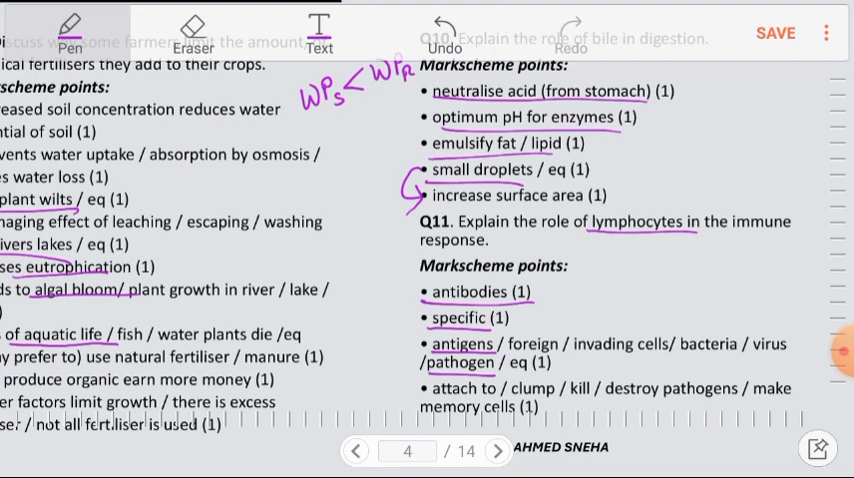 Pen
Eraser
Text
Undo
Redo
SAVE
iscuss why some farmers limit the amount
ical fertilisers they add to their crops.
scheme points:
reased soil concentration reduces water
ntial of soil (1)
vents water uptake / absorption by osmosis /
es water loss (1)
plant wilts / eq (1)
naging effect of leaching / escaping / washing
ivers lakes / eq (1)
ses eutrophication (1)
ds to algal bloom/ plant growth in river / lake /
)
of aquatic life / fish / water plants die /eq
ay prefer to) use natural fertiliser / manure (1)
produce organic earn more money (1)
er factors limit growth / there is excess
ser / not all fertiliser is used (1)
WPs < WPR
Q10. Explain the role of bile in digestion.
Markscheme points:
• neutralise acid (from stomach) (1)
• optimum pH for enzymes (1)
• emulsify fat / lipid (1)
• small droplets / eq (1)
• increase surface area (1)
Q11. Explain the role of lymphocytes in the immune
response.
Markscheme points:
• antibodies (1)
• specific (1)
• antigens / foreign / invading cells/ bacteria / virus
/pathogen / eq (1)
• attach to / clump / kill / destroy pathogens / make
memory cells (1)
4 / 14
AHMED SNEHA